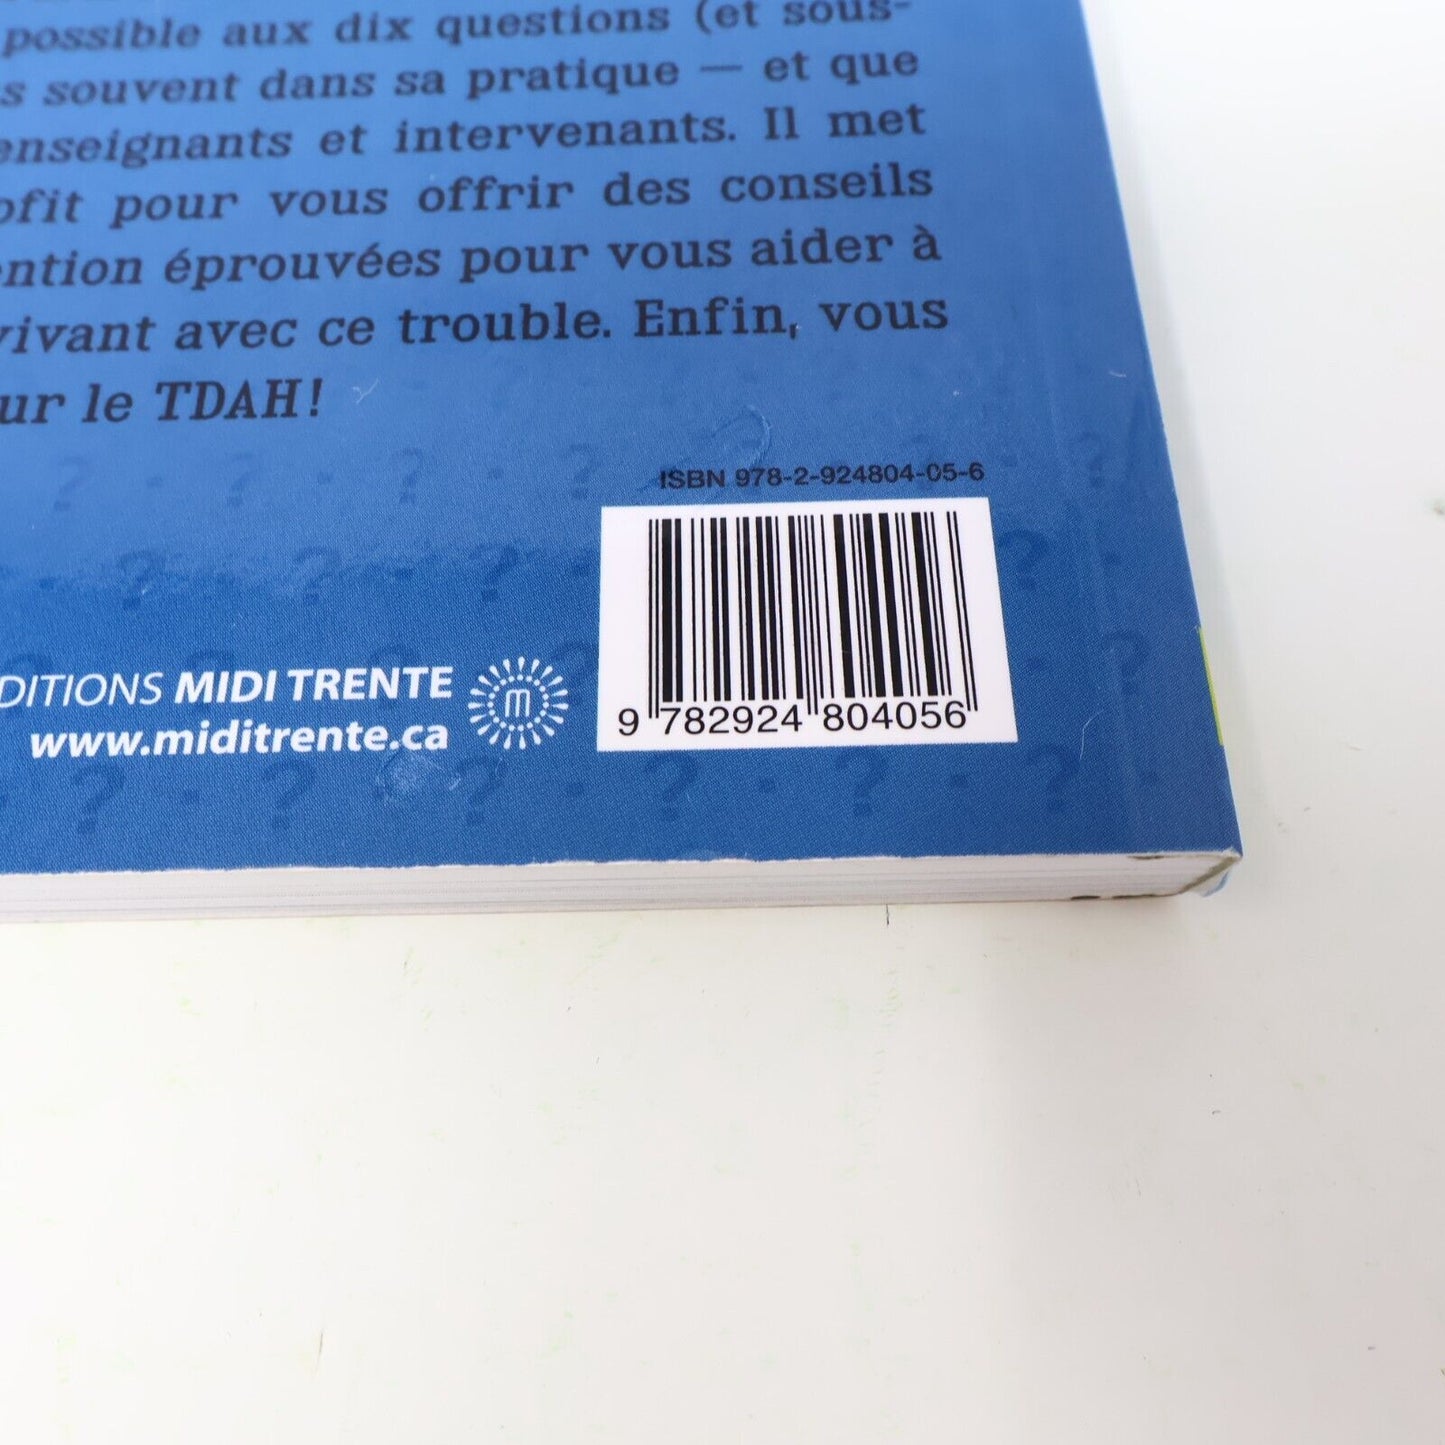 possible aux dix questions (et sous-
s souvent dans sa pratique — et que
enseignants et intervenants. Il met
ofit pour vous offrir des conseils
ention éprouvées pour vous aider à
vivant avec ce trouble. Enfin, vous
ur le TDAH!
ISBN 978-2-924804-05-6
9 782924 804056
DITIONS MIDI TRENTE
m
www.miditrente.ca